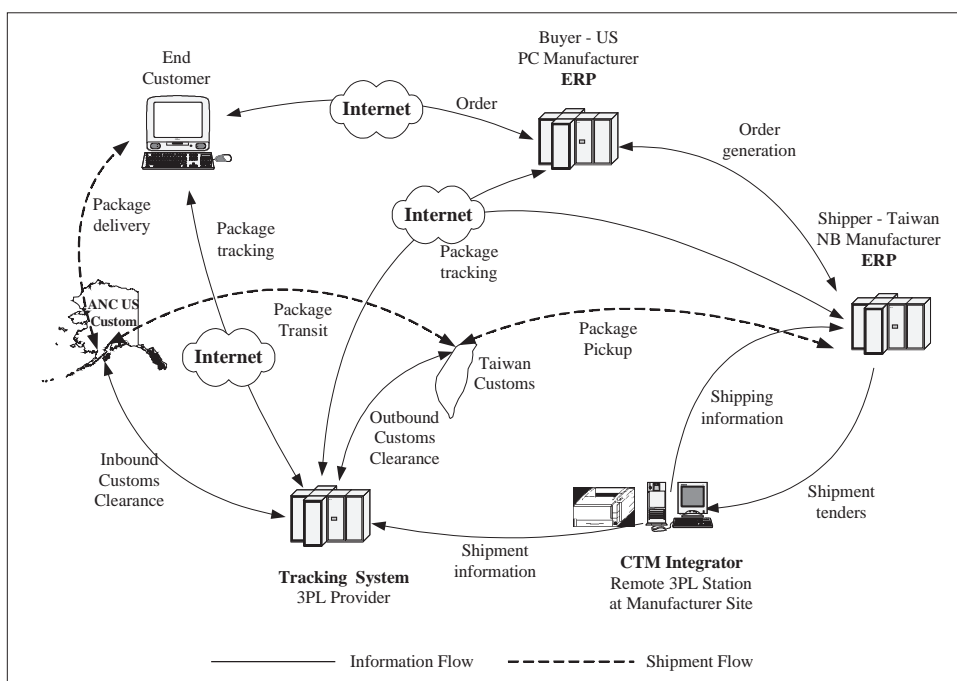 Buyer - US
PC Manufacturer
ERP
End
Customer
Internet
Order
Order
generation
Package
delivery
Package
tracking
Internet
Package
tracking
Shipper - Taiwan
NB Manufacturer
ERP
ANC US
Custom
Package
Transit
Internet
Package
Pickup
Taiwan
Customs
Shipping
information
Outbound
Customs
Clearance
Inbound
Customs
Clearance
Shipment
tenders
Shipment
information
Tracking System
3PL Provider
CTM Integrator
Remote 3PL Station
at Manufacturer Site
Information Flow
Shipment Flow